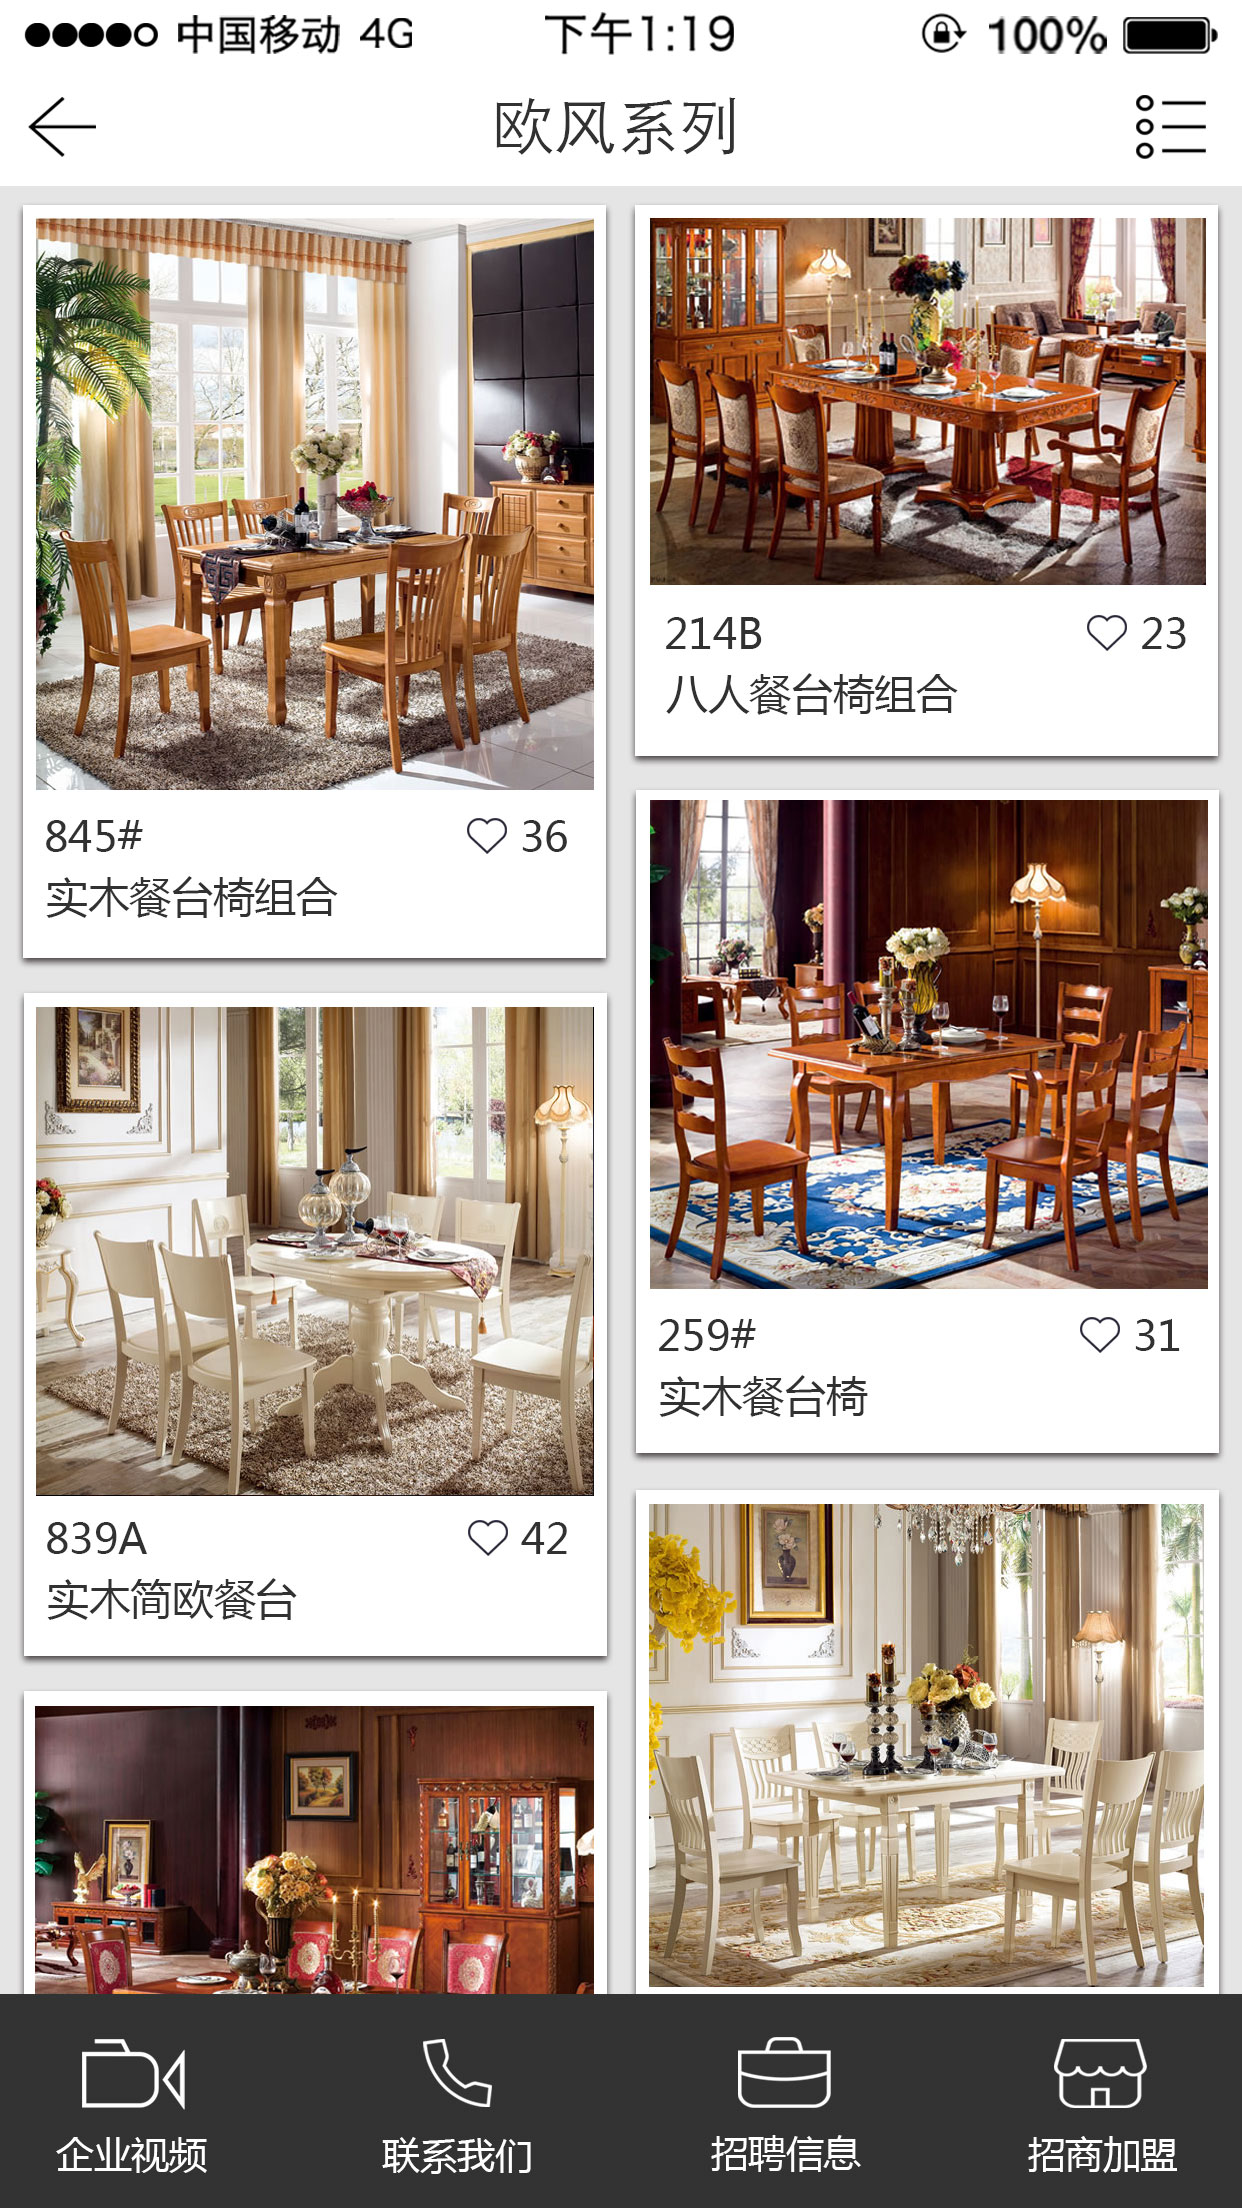 中国移动 4G 下午1:19 100%
欧风系列
845# 36
实木餐台椅组合
214B 23
八人餐台椅组合
839A 42
实木简欧餐台
259# 31
实木餐台椅
企业视频 联系我们 招聘信息 招商加盟